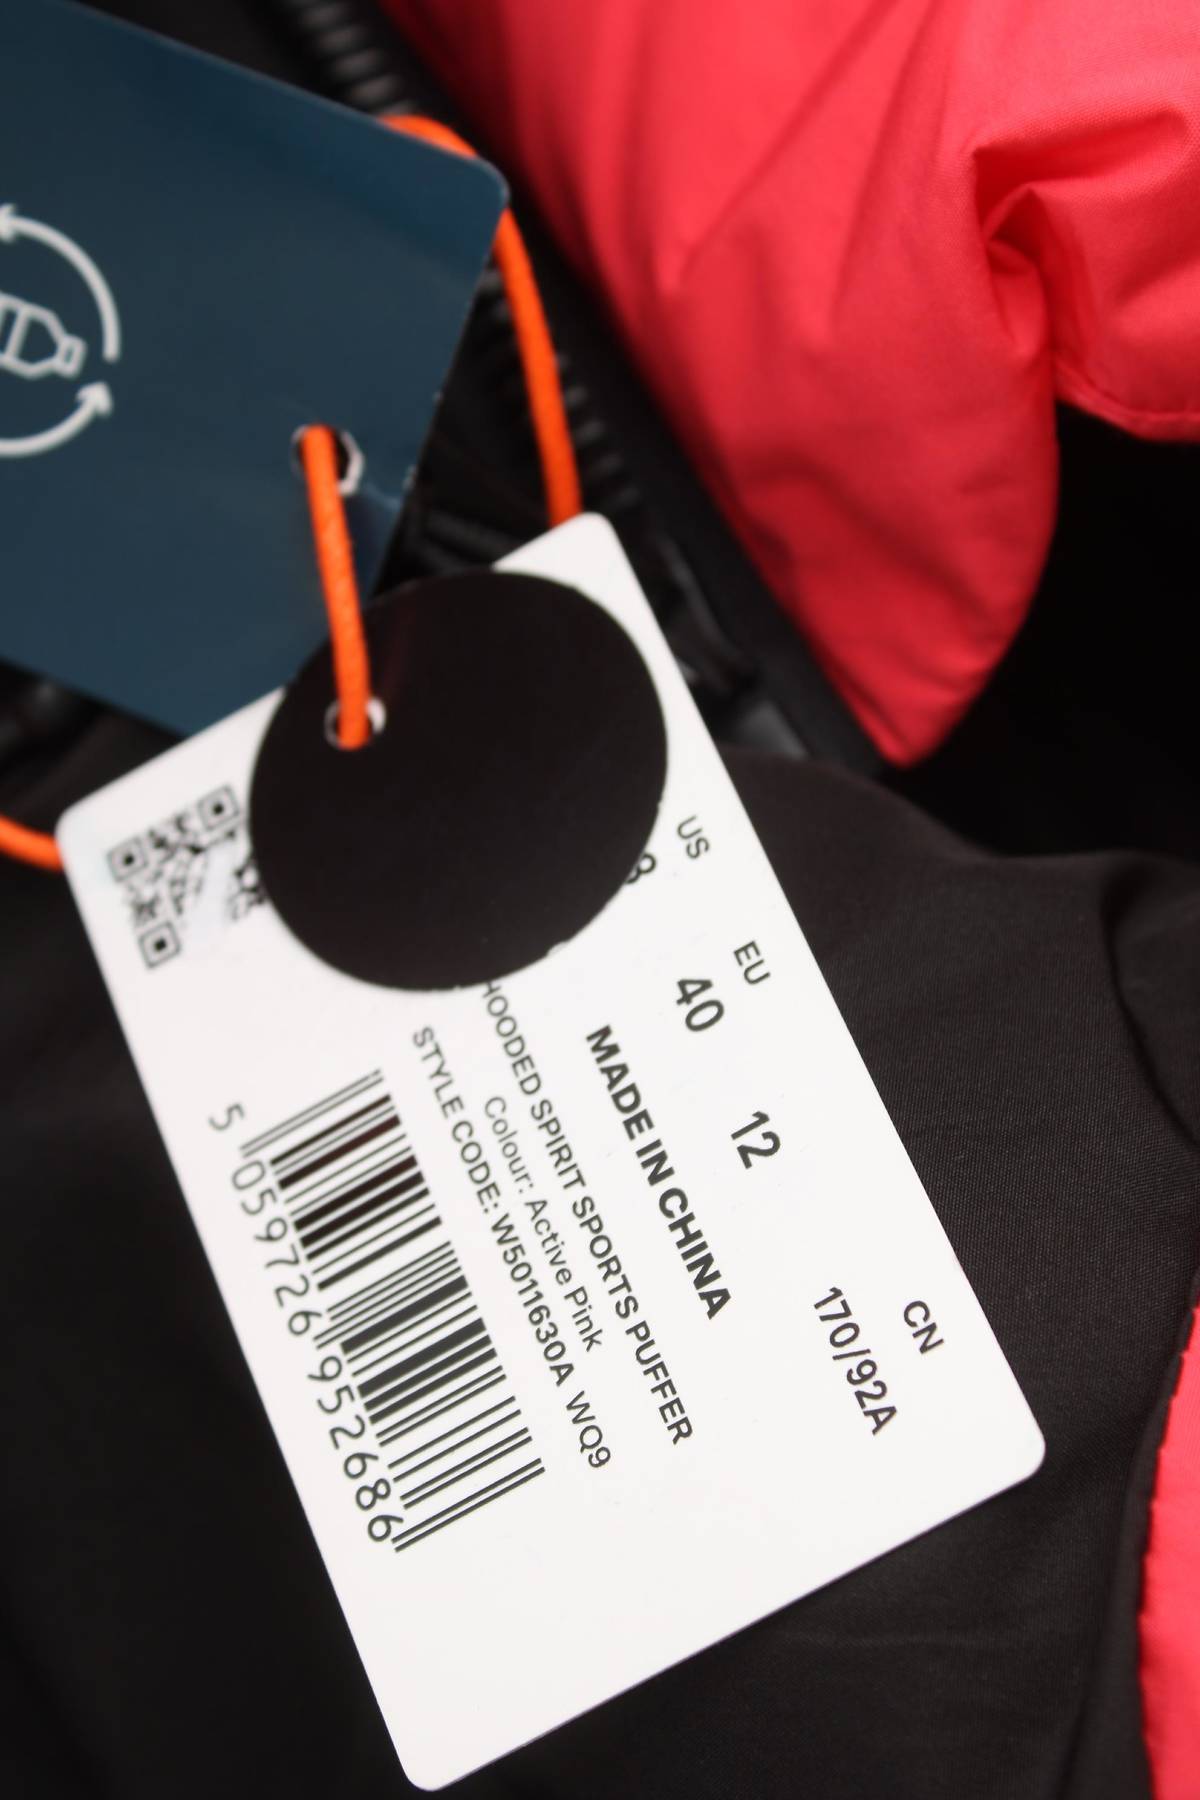 US
EU
40
12
CN
170/92A
MADE IN CHINA
HOODED SPIRIT SPORTS PUFFER
Colour: Active Pink
STYLE CODE: W5011630A WQ9
5 059726 952686